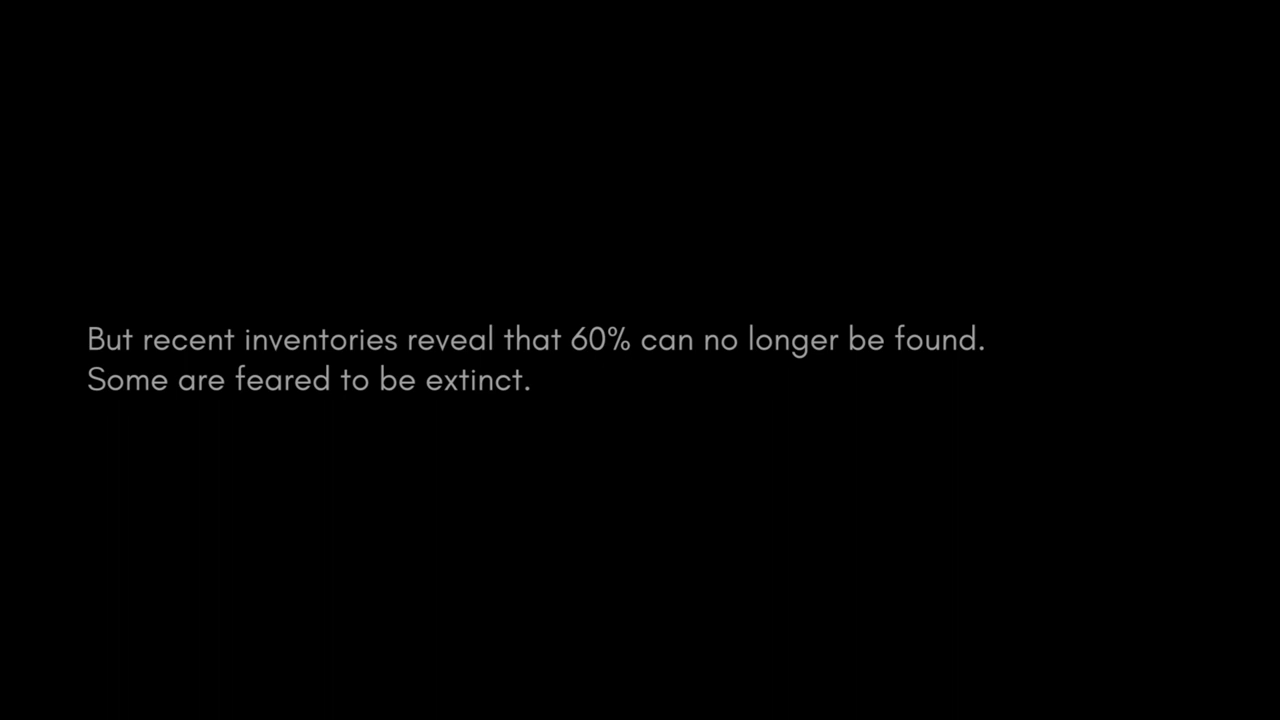 But recent inventories reveal that 60% can no longer be found.
Some are feared to be extinct.